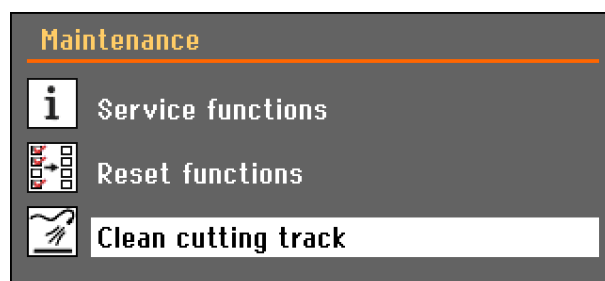 Maintenance
Service functions
Reset functions
Clean cutting track